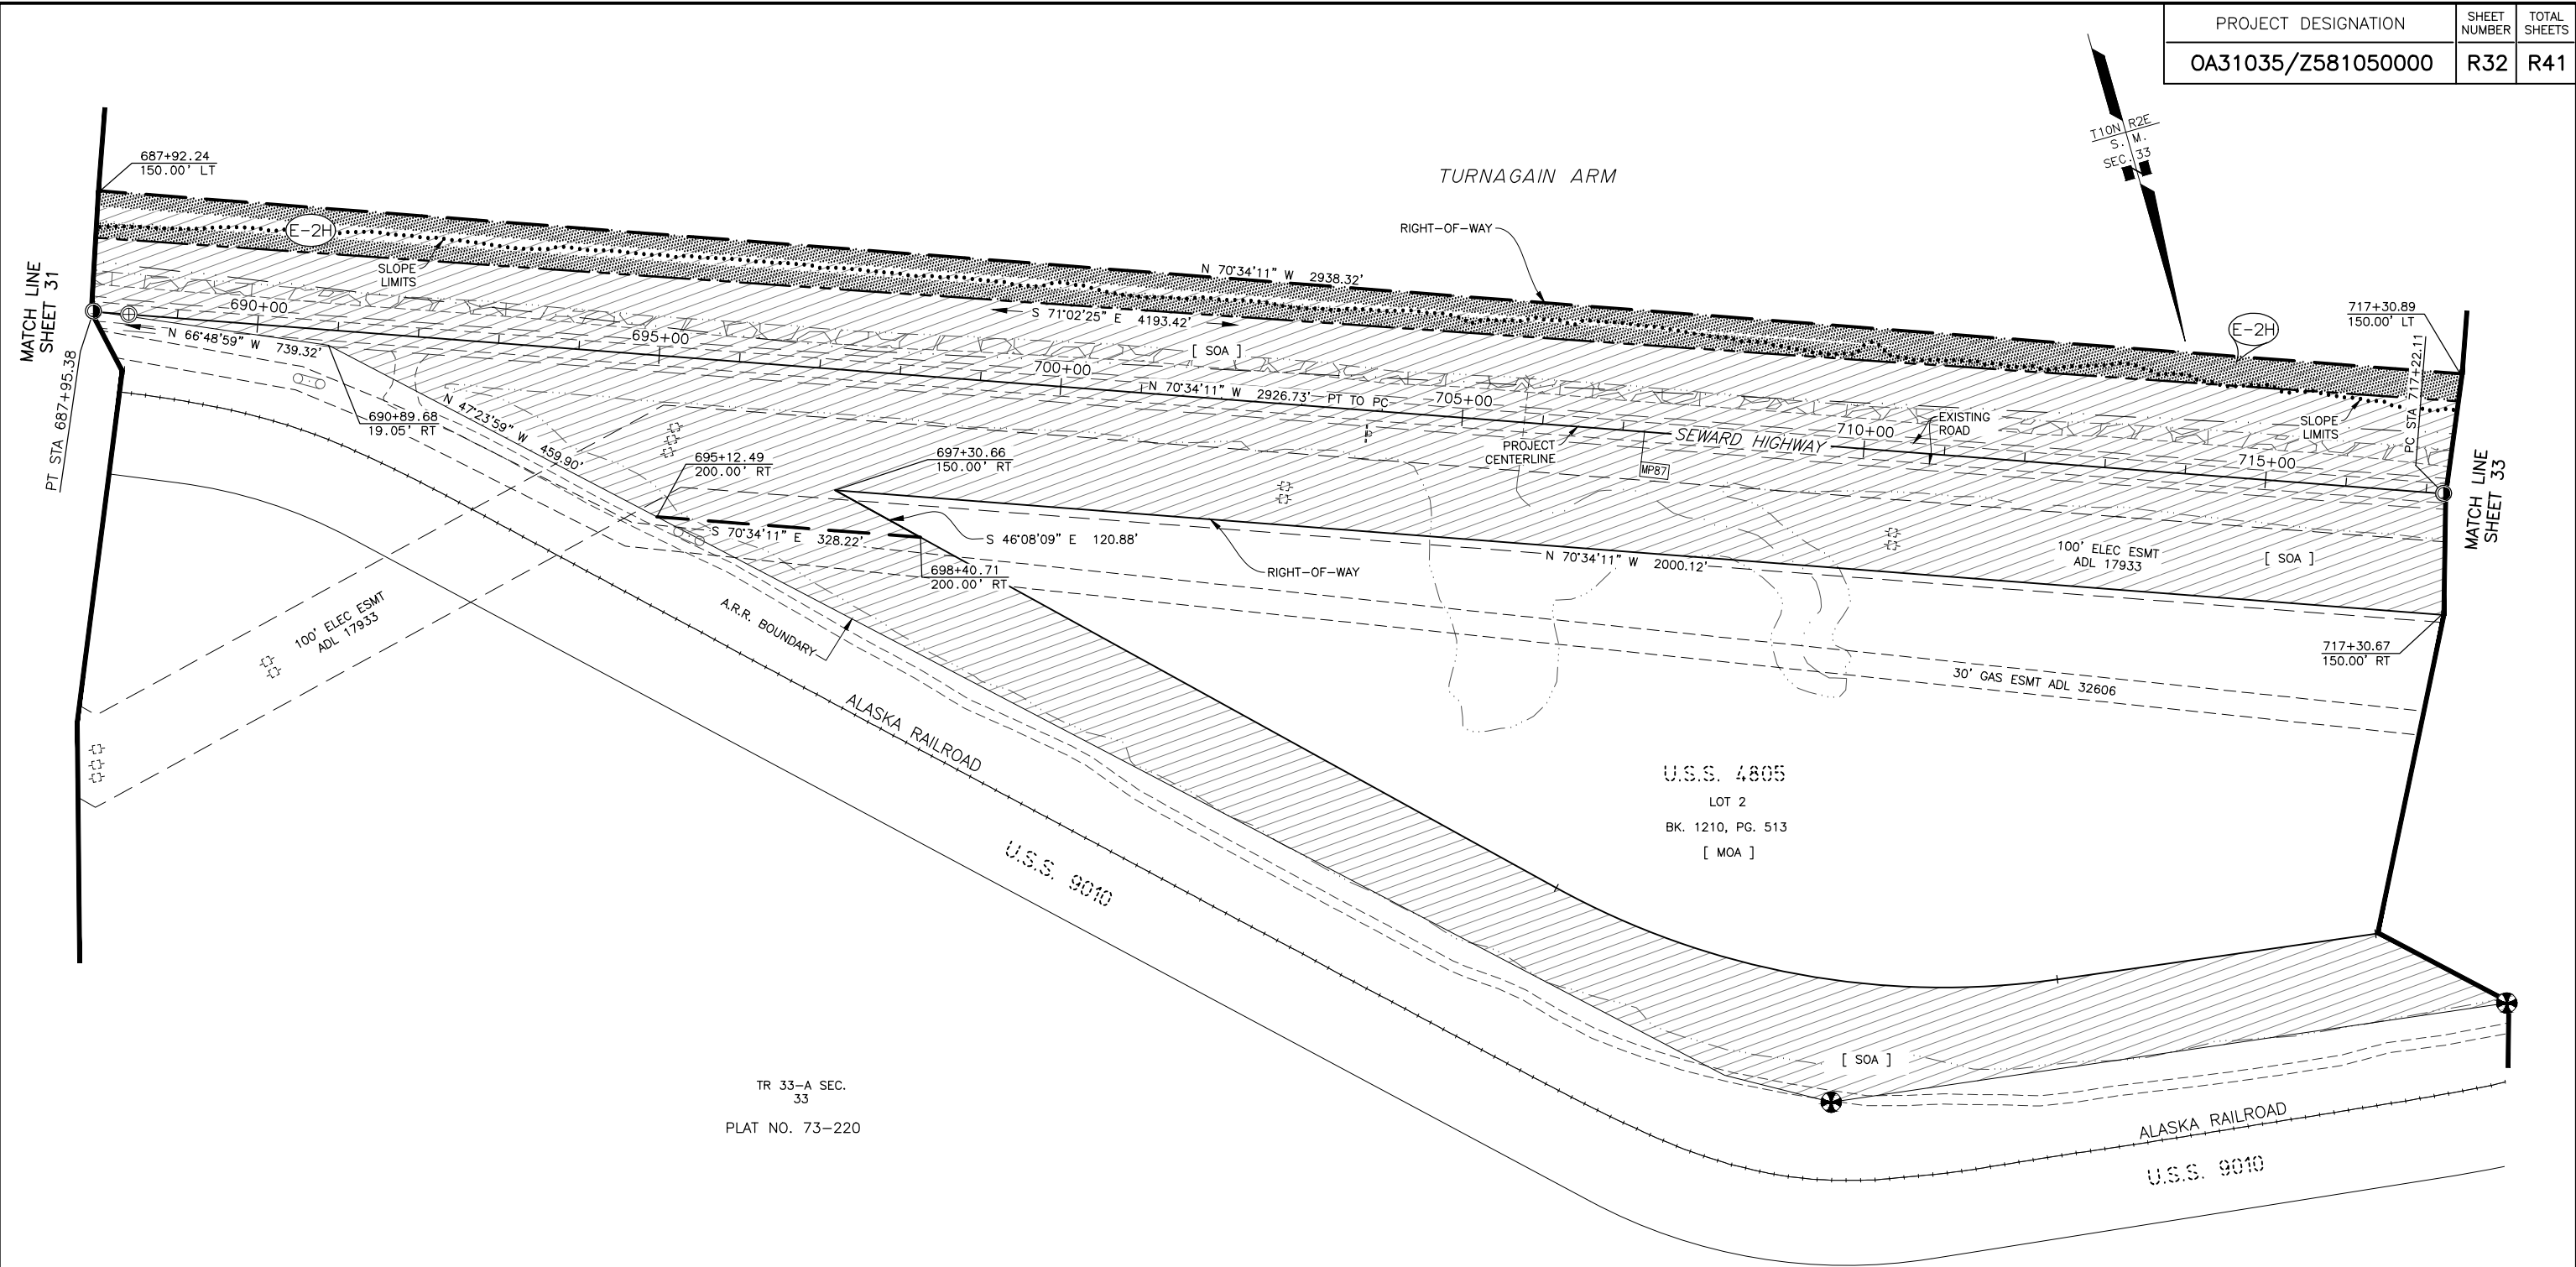 PROJECT DESIGNATION
SHEET NUMBER
TOTAL SHEETS
0A31035/Z581050000
R32
R41
T10N R2E
S. M.
SEC. 33
TURNAGAIN ARM
687+92.24
150.00' LT
E-2H
SLOPE
LIMITS
RIGHT-OF-WAY
N 70°34'11" W 2938.32'
S 71°02'25" E 4193.42'
[ SOA ]
717+30.89
150.00' LT
E-2H
MATCH LINE
SHEET 31
PT STA 687+95.38
690+00
N 66°48'59" W 739.32'
695+00
700+00
N 70°34'11" W 2926.73' PT TO PC
705+00
PROJECT
CENTERLINE
SEWARD HIGHWAY
MP87
710+00
EXISTING
ROAD
SLOPE
LIMITS
715+00
PC STA 717+22.11
MATCH LINE
SHEET 33
690+89.68
19.05' RT
N 47°23'59" W 459.90'
695+12.49
200.00' RT
697+30.66
150.00' RT
S 70°34'11" E 328.22'
S 46°08'09" E 120.88'
698+40.71
200.00' RT
RIGHT-OF-WAY
N 70°34'11" W 2000.12'
100' ELEC ESMT
ADL 17933
[ SOA ]
717+30.67
150.00' RT
100' ELEC ESMT
ADL 17933
A.R.R. BOUNDARY
30' GAS ESMT ADL 32606
ALASKA RAILROAD
U.S.S. 4805
LOT 2
BK. 1210, PG. 513
[ MOA ]
U.S.S. 9010
[ SOA ]
TR 33-A SEC.
33
PLAT NO. 73-220
ALASKA RAILROAD
U.S.S. 9010